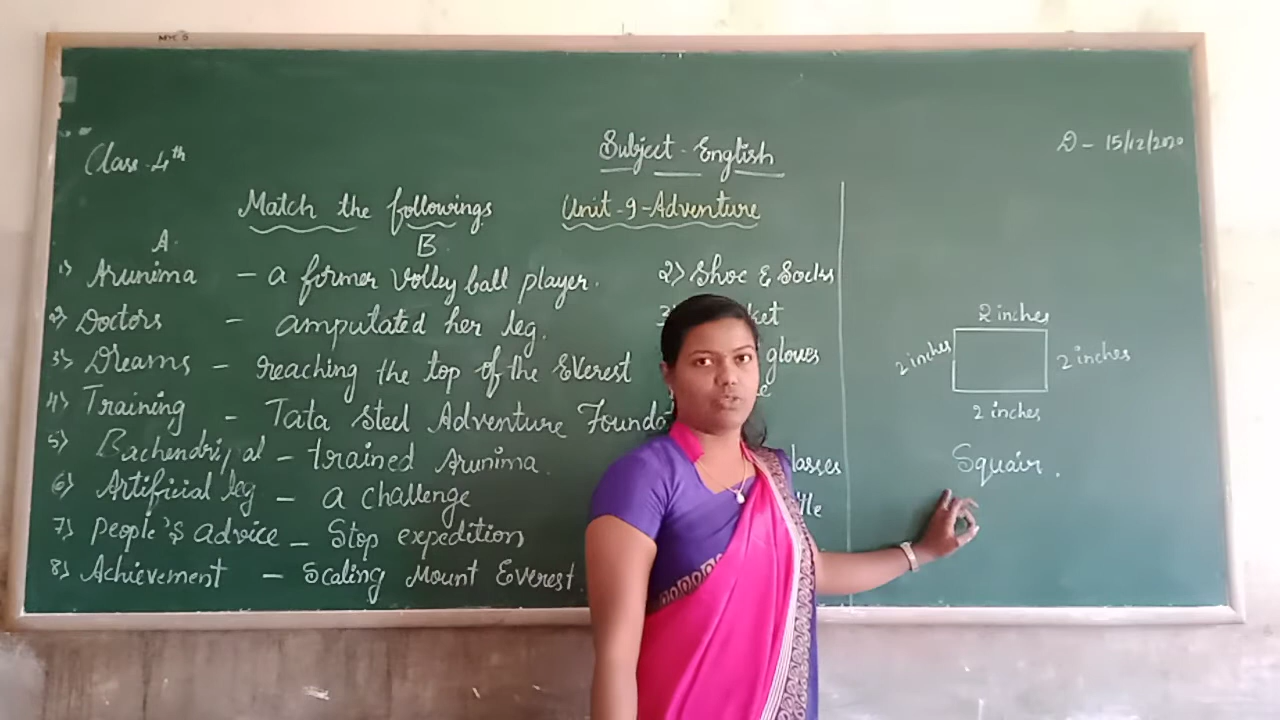 Class-4th
Subject-English
D- 15/12/2020
Match the followings
Unit-9-Adventure
A.
B
1) Arunima - a former Volley ball player.
2) Doctors - amputated her leg.
3) Dreams - reaching the top of the Everest
4) Training - Tata Steel Adventure
5) Bachendri pal - trained Arunima.
6) Artificial leg - a challenge
7) People's advice - Stop expedition
8) Achievement - Scaling Mount Everest.
2) Shoe & Socks
gloves
2 inches
2 inches
2 inches
2 inches
Squair.